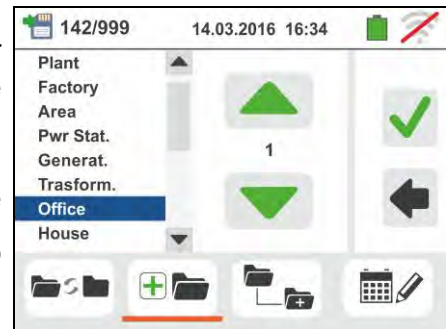 142/999 14.03.2016 16:34
Plant
Factory
Area
Pwr Stat.
Generat.
Trasform.
Office
House
1